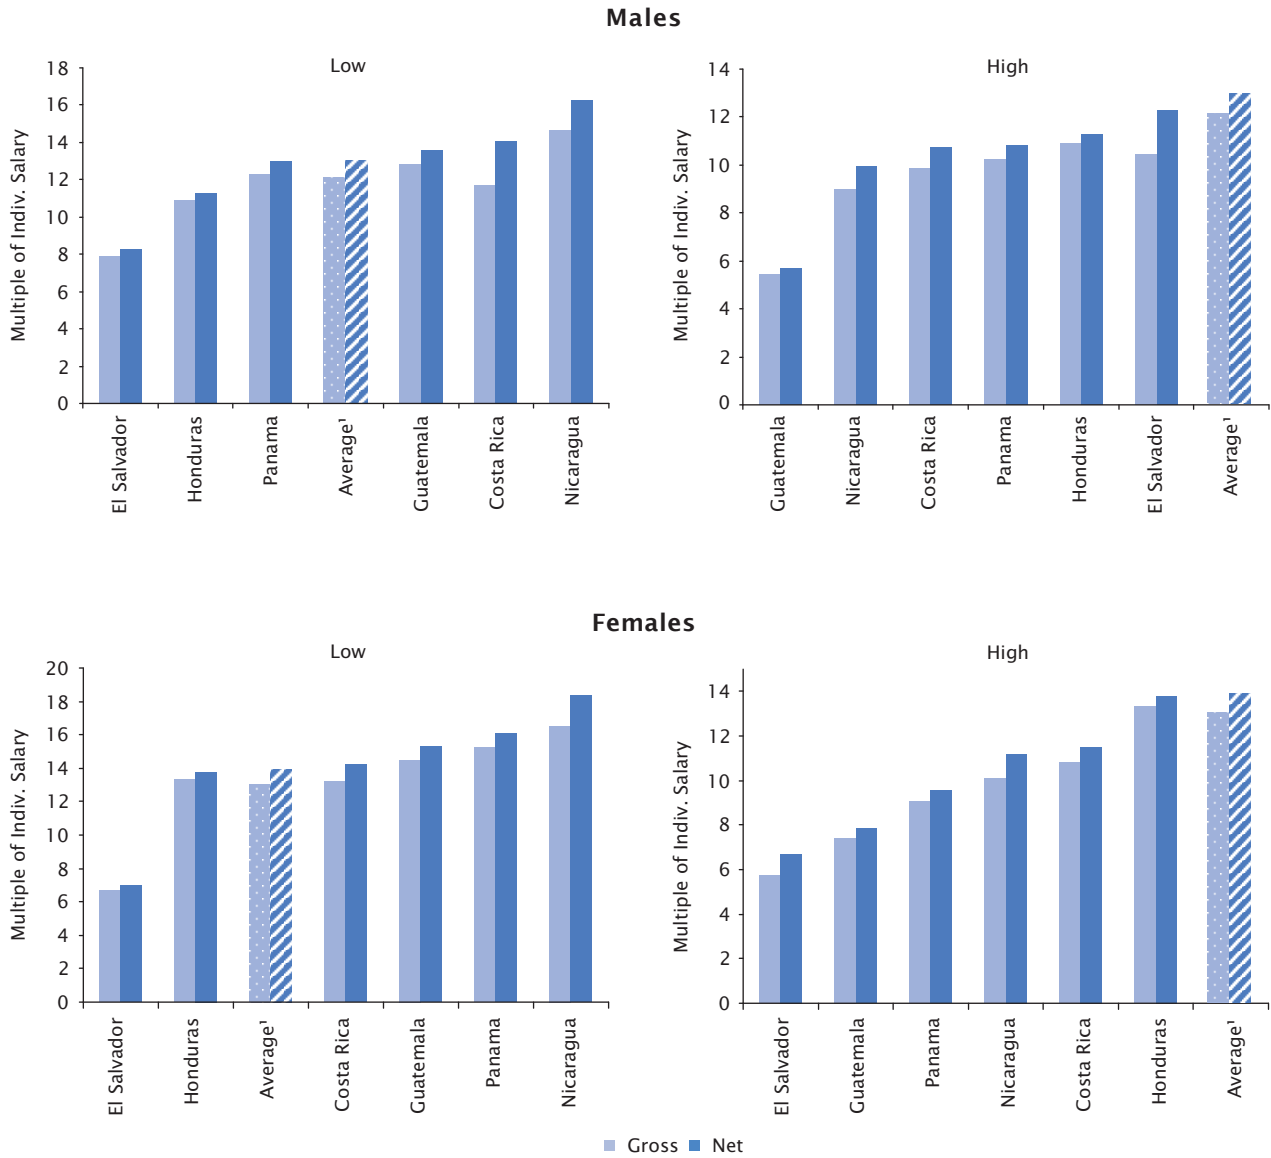 Males
Low
Multiple of Indiv. Salary
18
16
14
12
10
8
6
4
2
0
El Salvador
Honduras
Panama
Average¹
Guatemala
Costa Rica
Nicaragua
High
Multiple of Indiv. Salary
14
12
10
8
6
4
2
0
Guatemala
Nicaragua
Costa Rica
Panama
Honduras
El Salvador
Average¹
Females
Low
Multiple of Indiv. Salary
20
18
16
14
12
10
8
6
4
2
0
El Salvador
Honduras
Average¹
Costa Rica
Guatemala
Panama
Nicaragua
High
Multiple of Indiv. Salary
14
12
10
8
6
4
2
0
El Salvador
Guatemala
Panama
Nicaragua
Costa Rica
Honduras
Average¹
Gross Net